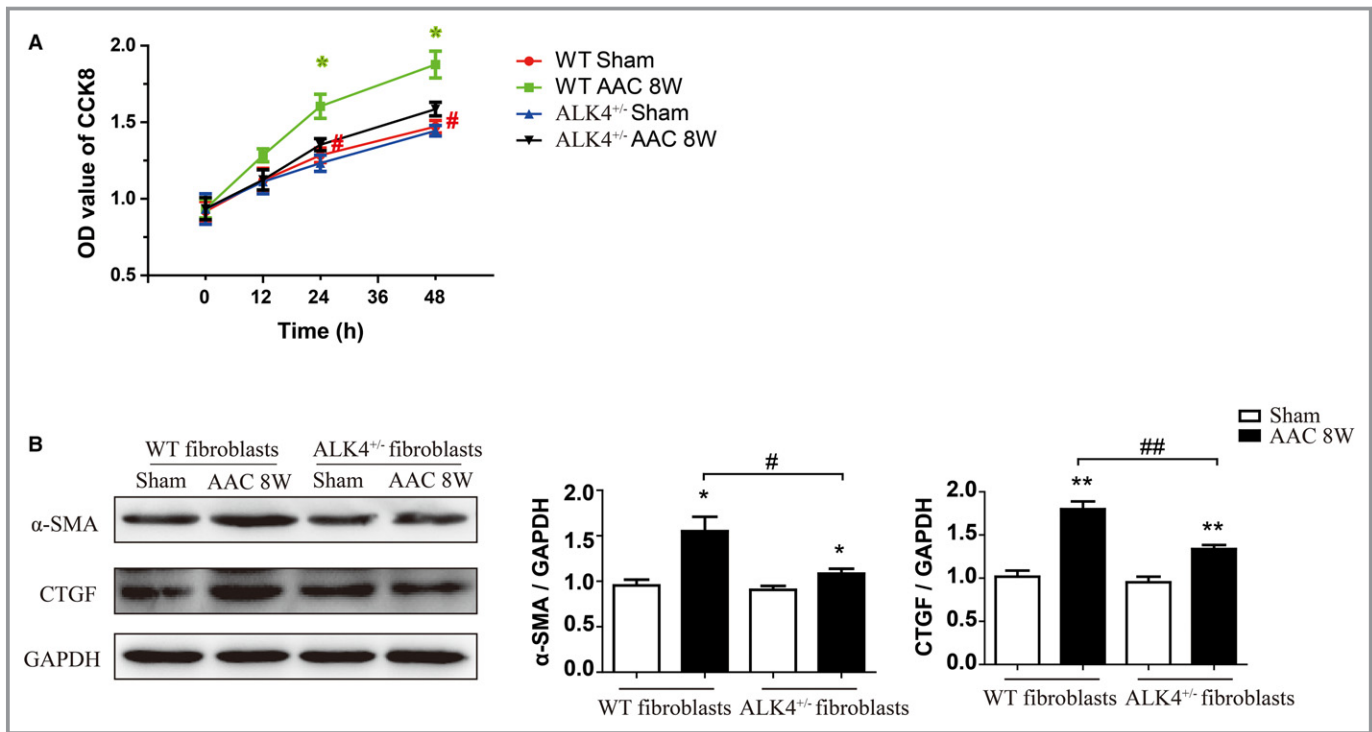 A
OD value of CCK8
2.0
1.5
1.0
0.5
0 12 24 36 48
Time (h)
*
*
#
#
WT Sham
WT AAC 8W
ALK4+/- Sham
ALK4+/- AAC 8W
B
WT fibroblasts ALK4+/- fibroblasts
Sham AAC 8W Sham AAC 8W
α-SMA
CTGF
GAPDH
α-SMA / GAPDH
2.0
1.5
1.0
0.5
0.0
#
*
*
WT fibroblasts ALK4+/- fibroblasts
Sham
AAC 8W
CTGF / GAPDH
2.0
1.5
1.0
0.5
0.0
##
**
**
WT fibroblasts ALK4+/- fibroblasts